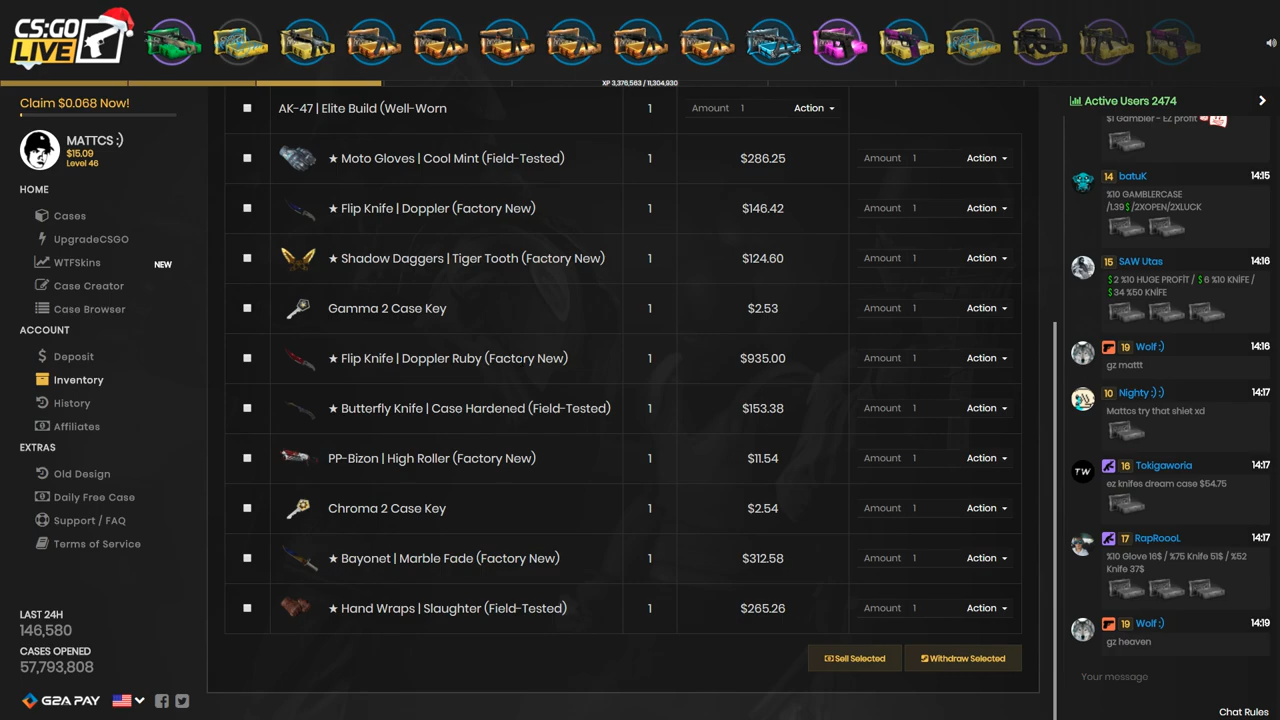 CS:GO
LIVE
XP 3,376,563 / 11,304,930
Claim $0.068 Now!
MATTCS :)
$15.09
Level 46
HOME
Cases
UpgradeCSGO
WTFSkins NEW
Case Creator
Case Browser
ACCOUNT
$ Deposit
Inventory
History
Affiliates
EXTRAS
Old Design
Daily Free Case
Support / FAQ
Terms of Service
LAST 24H
146,580
CASES OPENED
57,793,808
G2A PAY
AK-47 | Elite Build (Well-Worn 1 Amount 1 Action
★ Moto Gloves | Cool Mint (Field-Tested) 1 $286.25 Amount 1 Action
★ Flip Knife | Doppler (Factory New) 1 $146.42 Amount 1 Action
★ Shadow Daggers | Tiger Tooth (Factory New) 1 $124.60 Amount 1 Action
Gamma 2 Case Key 1 $2.53 Amount 1 Action
★ Flip Knife | Doppler Ruby (Factory New) 1 $935.00 Amount 1 Action
★ Butterfly Knife | Case Hardened (Field-Tested) 1 $153.38 Amount 1 Action
PP-Bizon | High Roller (Factory New) 1 $11.54 Amount 1 Action
Chroma 2 Case Key 1 $2.54 Amount 1 Action
★ Bayonet | Marble Fade (Factory New) 1 $312.58 Amount 1 Action
★ Hand Wraps | Slaughter (Field-Tested) 1 $265.26 Amount 1 Action
Sell Selected Withdraw Selected
Active Users 2474
$1 Gambler - EZ profit
14 batuK 14:15
%10 GAMBLERCASE
/1.39$/2XOPEN/2XLUCK
15 SAW Utas 14:16
$2 %10 HUGE PROFİT / $6 %10 KNİFE /
$34 %50 KNİFE
19 Wolf :) 14:16
gz mattt
10 Nighty :) :) 14:17
Mattcs try that shiet xd
TW 16 Tokigaworia 14:17
ez knifes dream case $54.75
17 RapRoooL 14:17
%10 Glove 16$ / %75 Knife 51$ / %52
Knife 37$
19 Wolf :) 14:19
gz heaven
Your message
Chat Rules